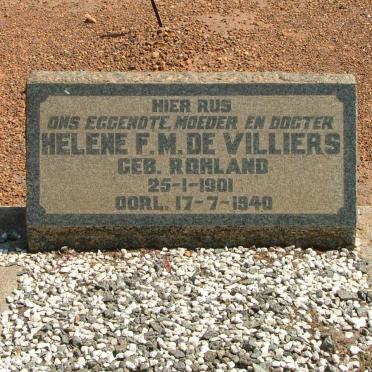 HIER RUS
ONS EGGENOTE, MOEDER EN DOGTER
HELENE F.M. DE VILLIERS
GEB. ROHLAND
25-1-1901
OORL. 17-7-1940